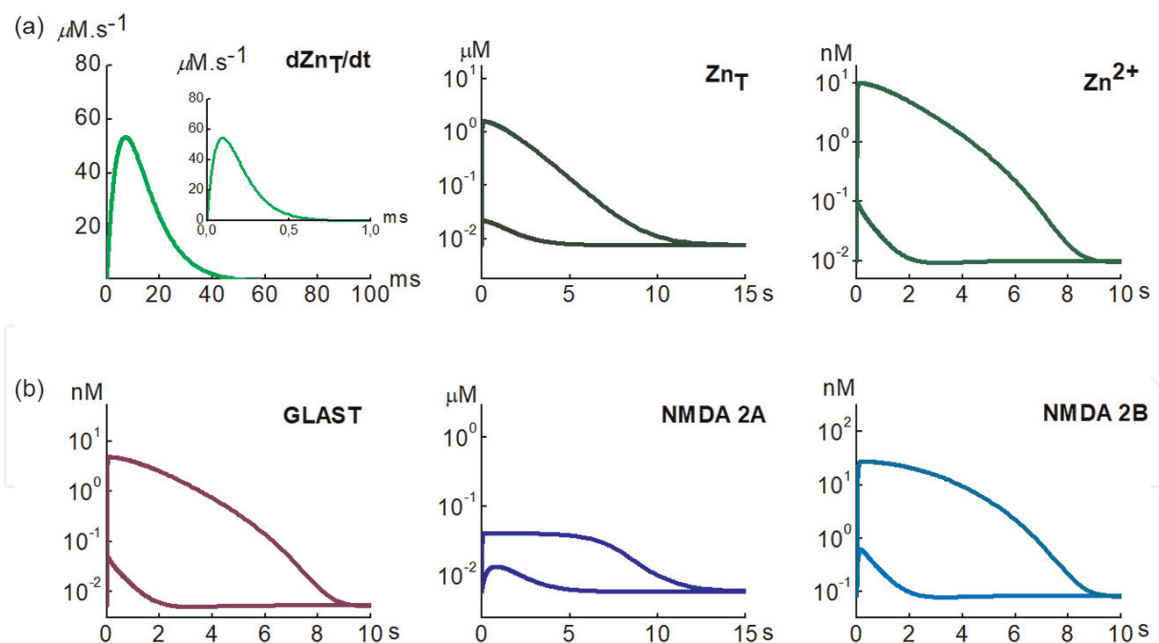 (a)
μM.s⁻¹
dZn_T/dt
80
60
40
20
0
20
40
60
80
100
ms
μM.s⁻¹
80
60
40
20
0
0,0
0,5
1,0
ms
μM
Zn_T
10¹
10⁰
10⁻¹
10⁻²
0
5
10
15 s
nM
Zn²⁺
10¹
10⁰
10⁻¹
10⁻²
0
2
4
6
8
10 s
(b)
nM
GLAST
10¹
10⁰
10⁻¹
10⁻²
0
2
4
6
8
10 s
μM
NMDA 2A
10⁰
10⁻¹
10⁻²
0
5
10
15 s
nM
NMDA 2B
10²
10¹
10⁰
10⁻¹
0
2
4
6
8
10 s